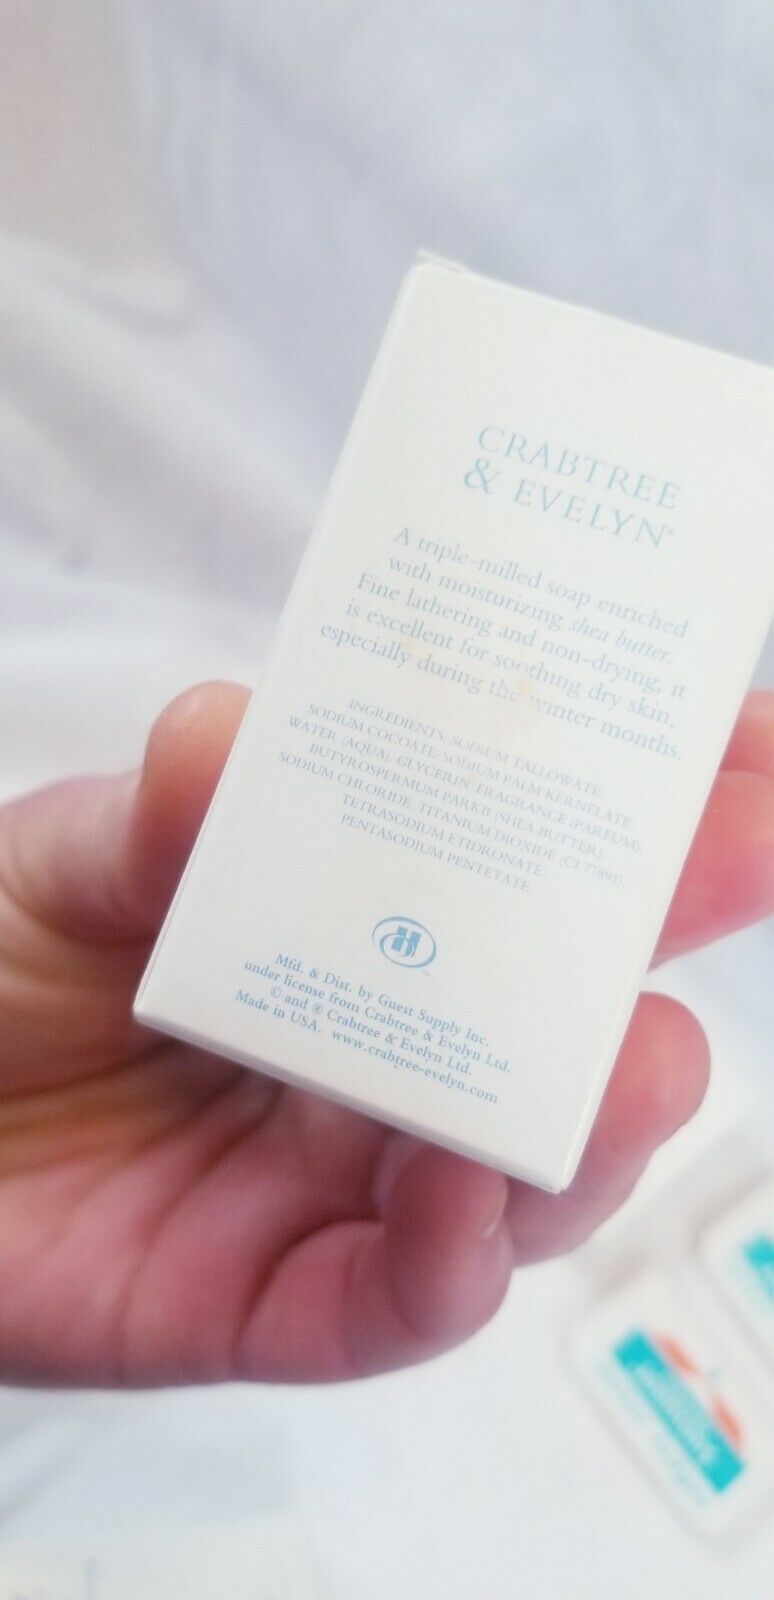 CRABTREE
& EVELYN®
A triple-milled soap enriched
with moisturizing shea butter.
Fine lathering and non-drying, it
is excellent for soothing dry skin,
especially during the winter months.
INGREDIENTS: SODIUM TALLOWATE,
SODIUM COCOATE/SODIUM PALM KERNELATE,
WATER (AQUA), GLYCERIN, FRAGRANCE (PARFUM),
BUTYROSPERMUM PARKII (SHEA BUTTER),
SODIUM CHLORIDE, TITANIUM DIOXIDE (CI 77891),
TETRASODIUM ETIDRONATE,
PENTASODIUM PENTETATE.
H
TM
Mfd. & Dist. by Guest Supply Inc.
under license from Crabtree & Evelyn Ltd.
© and ® Crabtree & Evelyn Ltd.
Made in USA. www.crabtree-evelyn.com